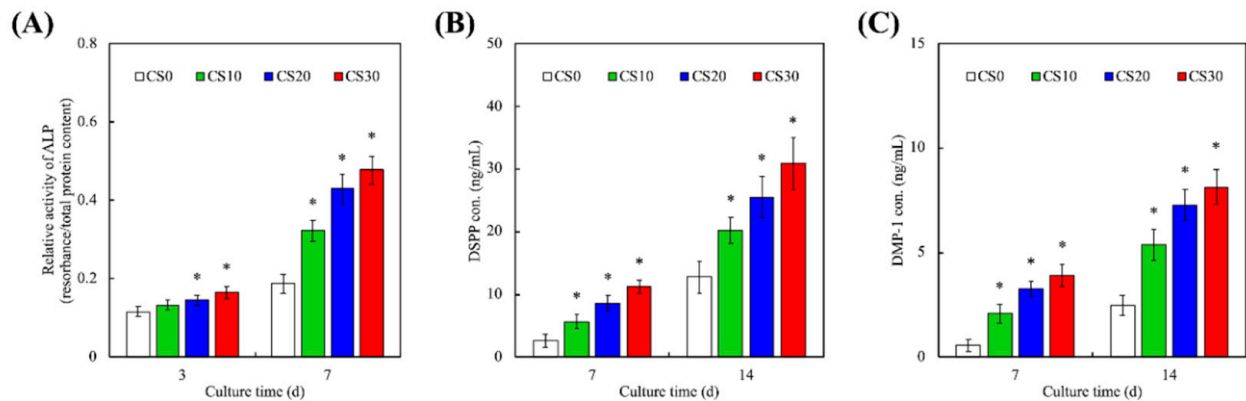 (A)
Relative activity of ALP
(resorbance/total protein content)
0.8
0.6
0.4
0.2
0
CS0 CS10 CS20 CS30
* *
* * *
3 7
Culture time (d)
(B)
DSPP con. (ng/mL)
50
40
30
20
10
0
CS0 CS10 CS20 CS30
* * *
* * *
7 14
Culture time (d)
(C)
DMP-1 con. (ng/mL)
15
10
5
0
CS0 CS10 CS20 CS30
* * *
* * *
7 14
Culture time (d)